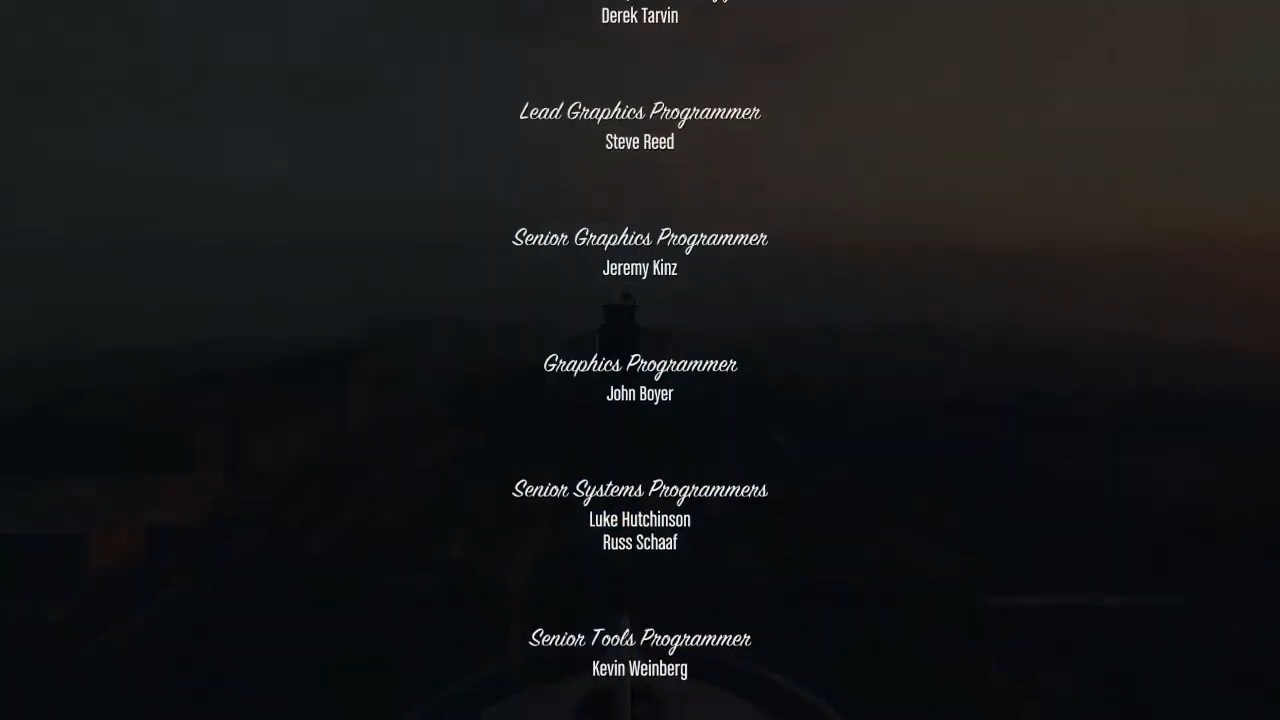 Derek Tarvin
Lead Graphics Programmer
Steve Reed
Senior Graphics Programmer
Jeremy Kinz
Graphics Programmer
John Boyer
Senior Systems Programmers
Luke Hutchinson
Russ Schaaf
Senior Tools Programmer
Kevin Weinberg